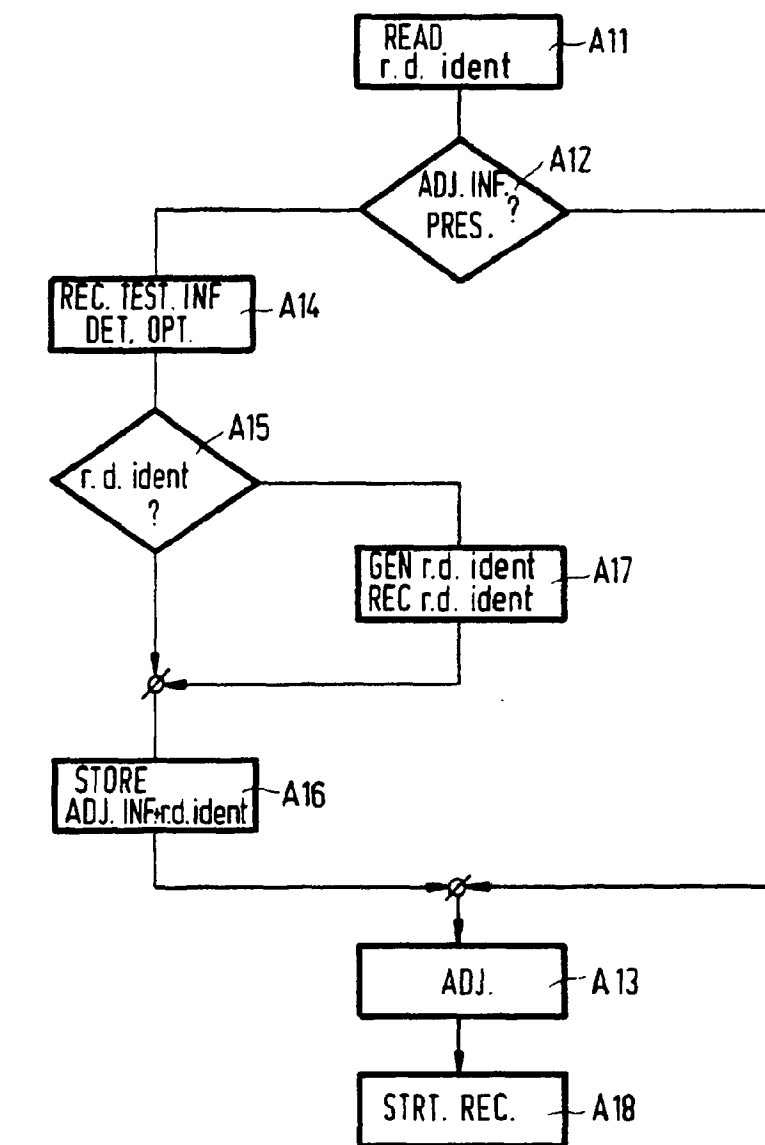 READ
r. d. ident
A11
A12
ADJ. INF.
?
PRES.
REC. TEST. INF
DET. OPT.
A14
A15
r. d. ident
?
GEN r.d. ident
REC r.d. ident
A17
STORE
ADJ. INF+r.d. ident
A16
ADJ.
A13
STRT. REC.
A18